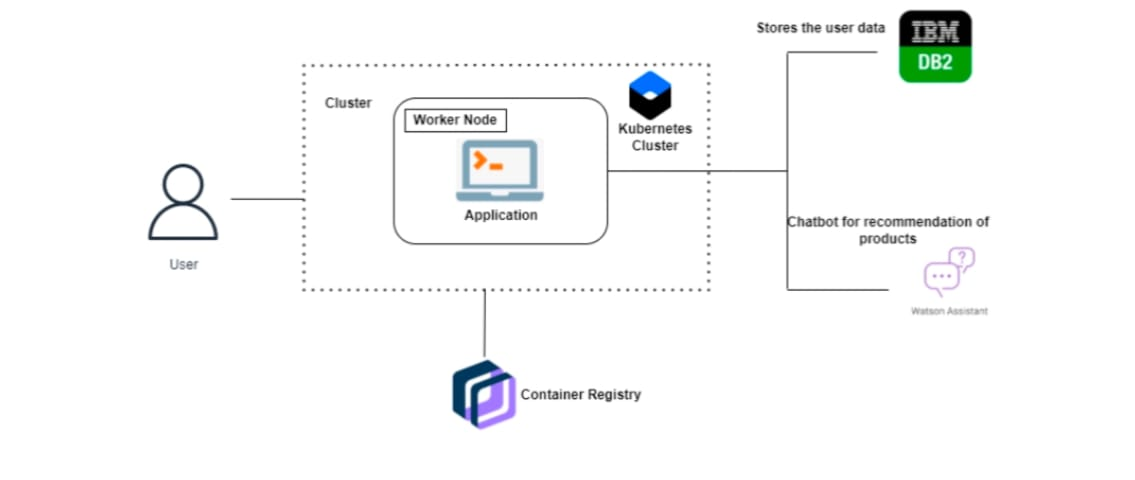 Stores the user data
IBM
DB2
Cluster
Worker Node
Kubernetes
Cluster
Application
User
Chatbot for recommendation of
products
?
Watson Assistant
Container Registry